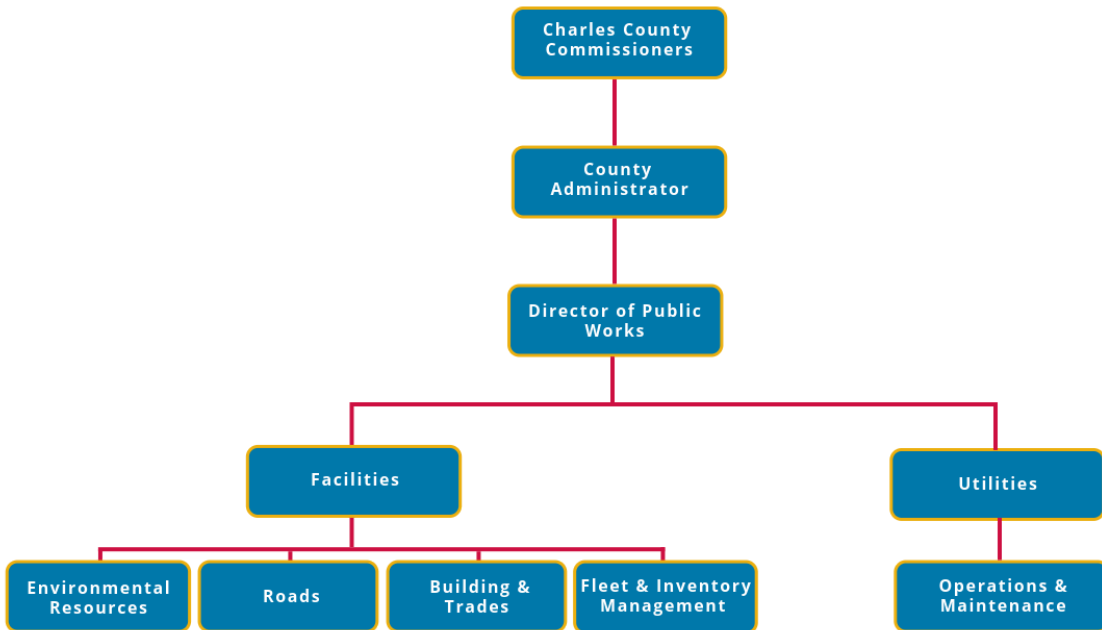 Charles County
Commissioners
County
Administrator
Director of Public
Works
Facilities
Utilities
Environmental
Resources
Roads
Building &
Trades
Fleet & Inventory
Management
Operations &
Maintenance